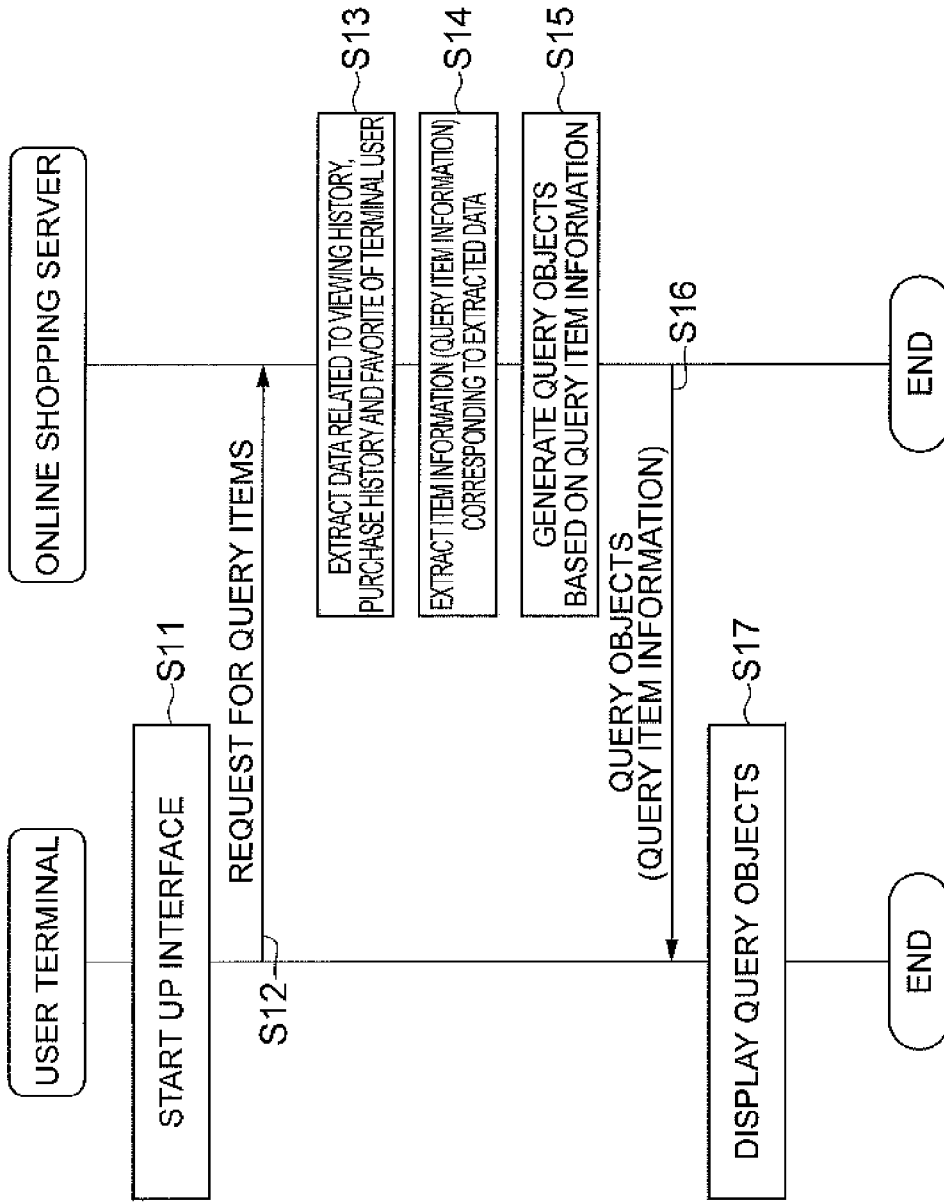 USER TERMINAL
ONLINE SHOPPING SERVER
START UP INTERFACE
S11
REQUEST FOR QUERY ITEMS
S12
EXTRACT DATA RELATED TO VIEWING HISTORY,
PURCHASE HISTORY AND FAVORITE OF TERMINAL USER
S13
EXTRACT ITEM INFORMATION (QUERY ITEM INFORMATION)
CORRESPONDING TO EXTRACTED DATA
S14
GENERATE QUERY OBJECTS
BASED ON QUERY ITEM INFORMATION
S15
QUERY OBJECTS
(QUERY ITEM INFORMATION)
S16
DISPLAY QUERY OBJECTS
S17
END
END